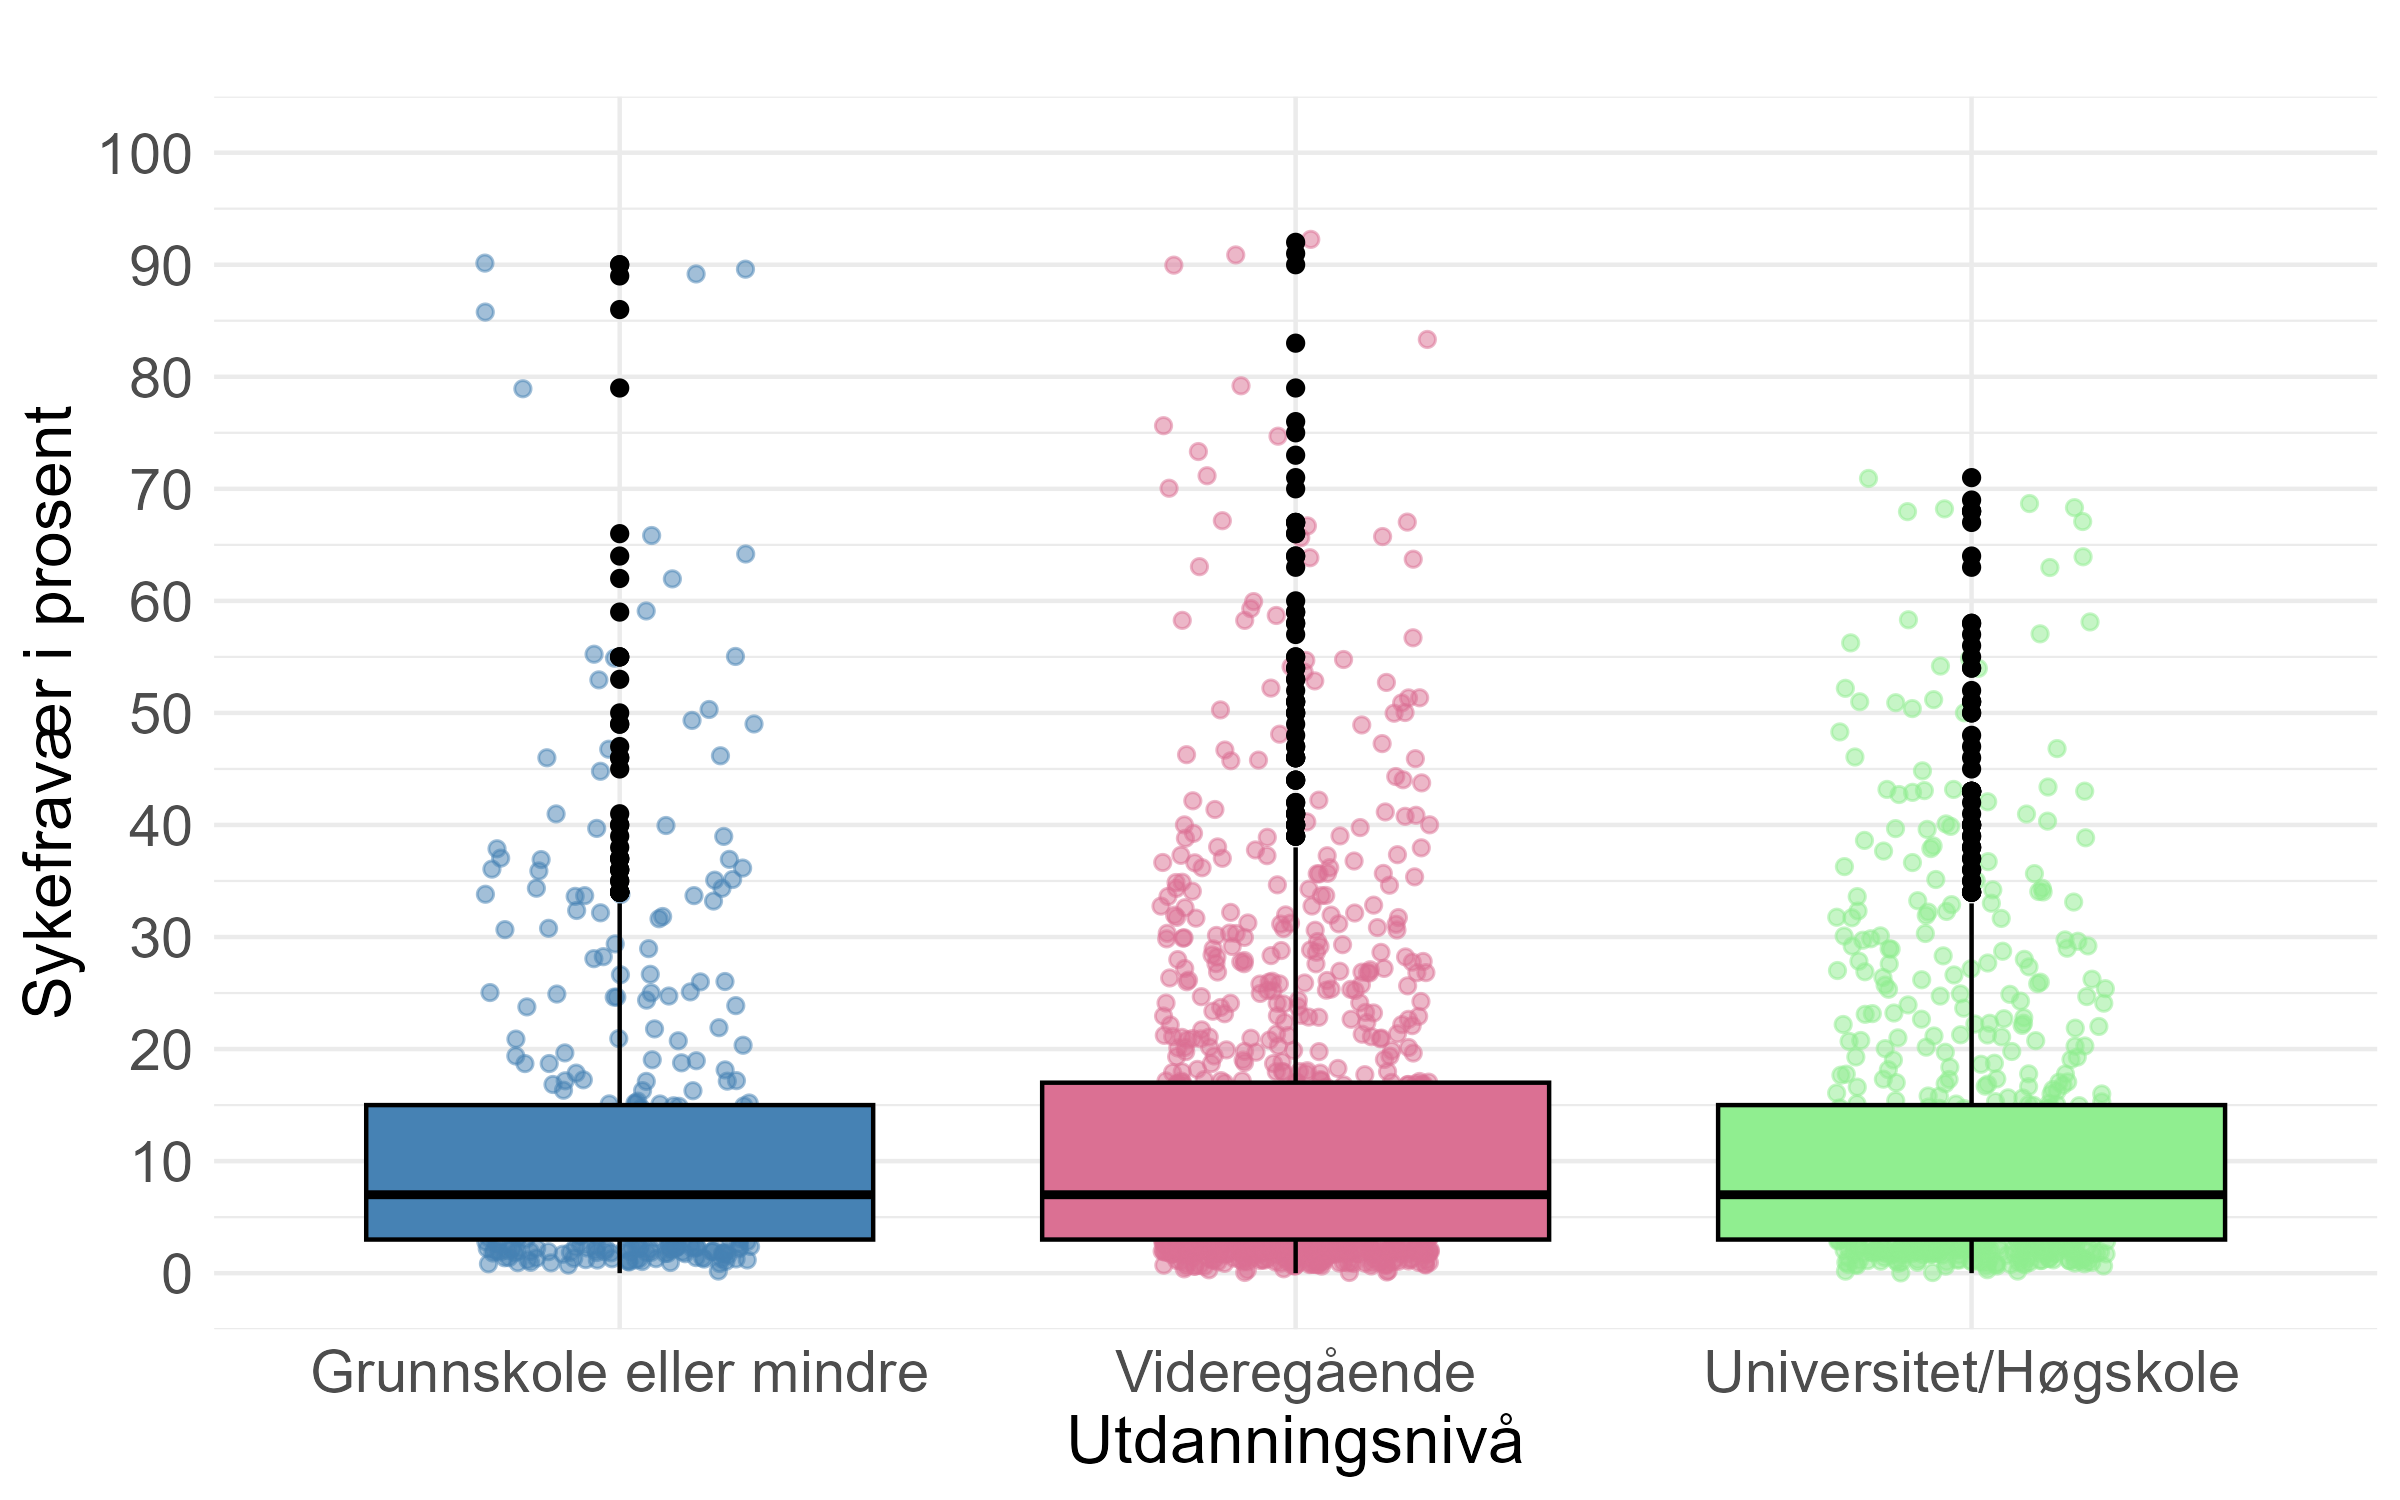 Sykefravær i prosent
100
90
80
70
60
50
40
30
20
10
0
Grunnskole eller mindre
Videregående
Universitet/Høgskole
Utdanningsnivå